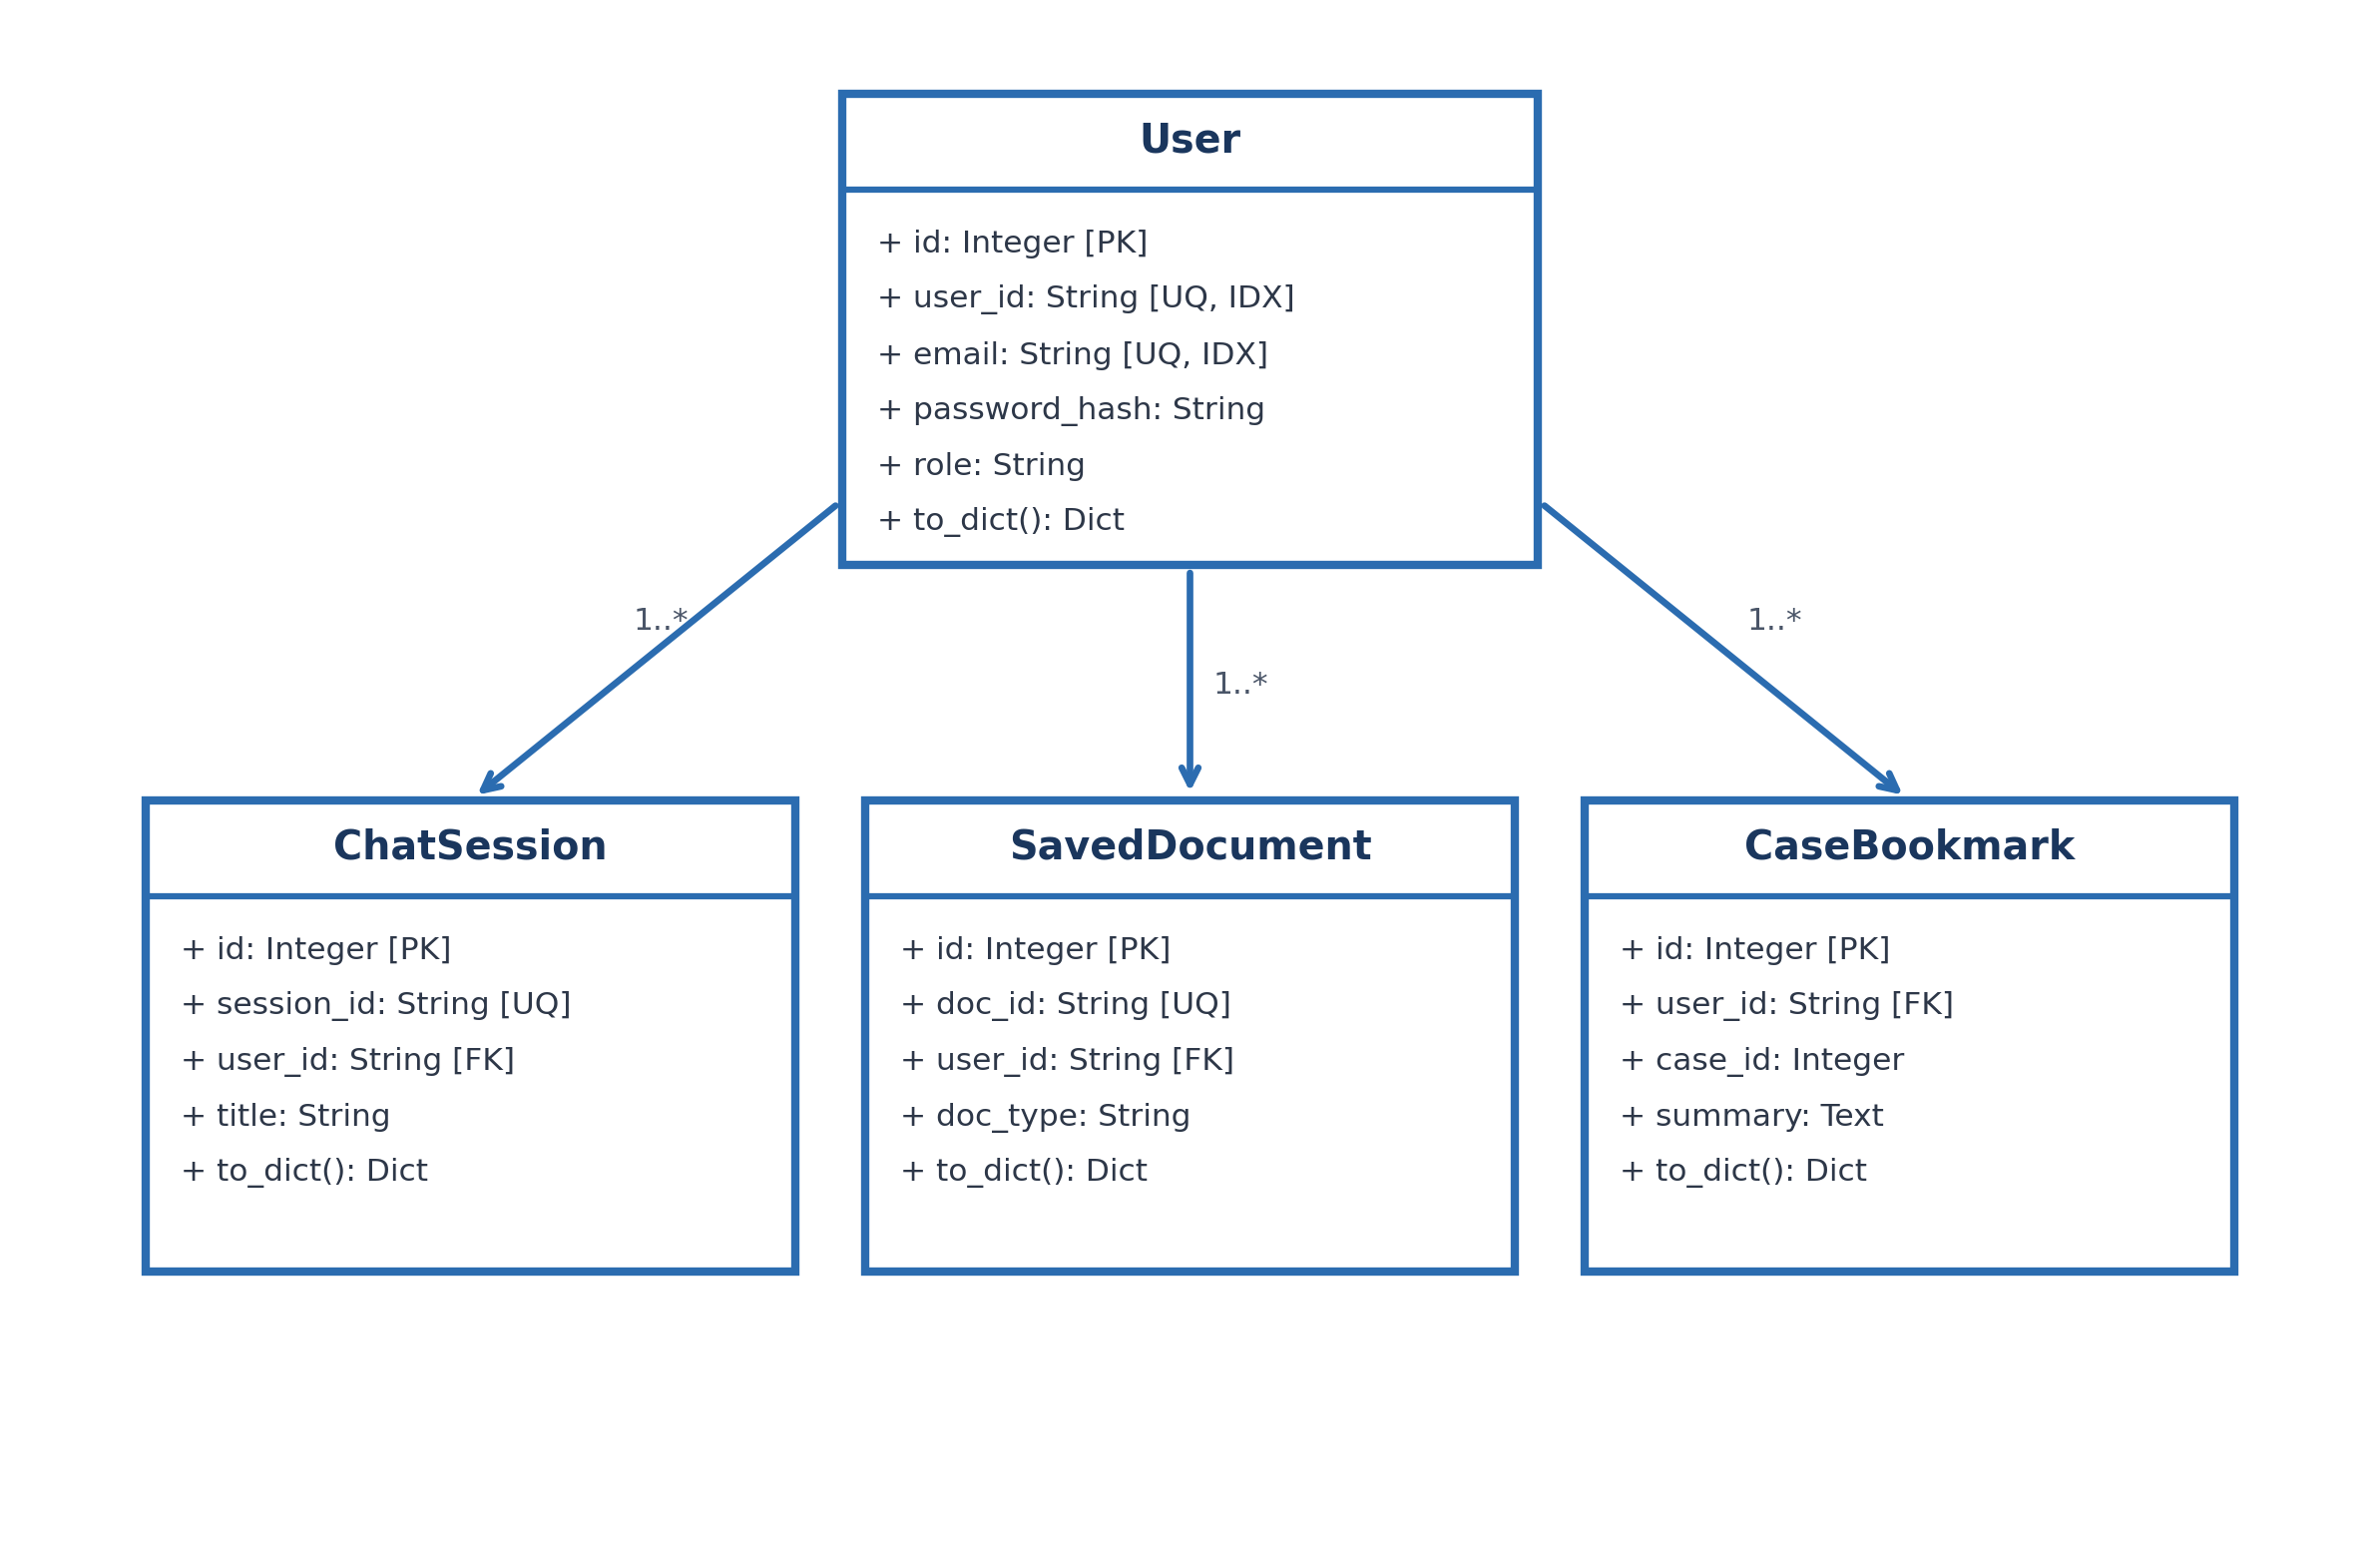 User
+ id: Integer [PK]
+ user_id: String [UQ, IDX]
+ email: String [UQ, IDX]
+ password_hash: String
+ role: String
+ to_dict(): Dict
1..*
1..*
1..*
ChatSession
+ id: Integer [PK]
+ session_id: String [UQ]
+ user_id: String [FK]
+ title: String
+ to_dict(): Dict
SavedDocument
+ id: Integer [PK]
+ doc_id: String [UQ]
+ user_id: String [FK]
+ doc_type: String
+ to_dict(): Dict
CaseBookmark
+ id: Integer [PK]
+ user_id: String [FK]
+ case_id: Integer
+ summary: Text
+ to_dict(): Dict